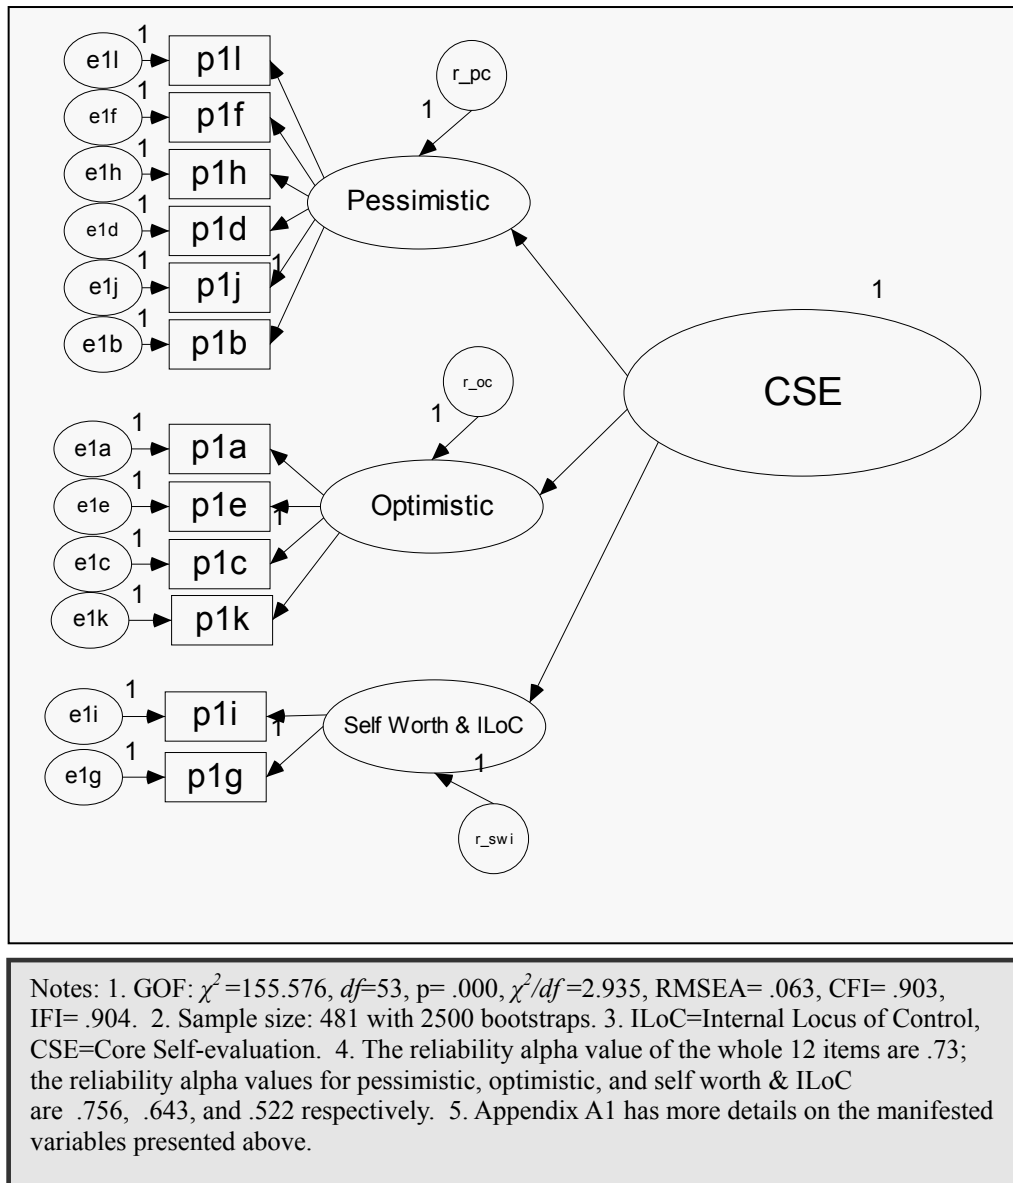 1
e1l
p1l
r_pc
1
e1f
p1f
1
1
e1h
p1h
Pessimistic
1
e1d
p1d
1
e1j
p1j
1
1
e1b
p1b
1
CSE
r_oc
1
1
e1a
p1a
1
e1e
p1e
Optimistic
1
1
e1c
p1c
1
e1k
p1k
1
e1i
p1i
Self Worth & ILoC
1
1
e1g
p1g
1
r_swi
Notes: 1. GOF: χ² =155.576, df=53, p= .000, χ²/df =2.935, RMSEA= .063, CFI= .903,
IFI= .904. 2. Sample size: 481 with 2500 bootstraps. 3. ILoC=Internal Locus of Control,
CSE=Core Self-evaluation. 4. The reliability alpha value of the whole 12 items are .73;
the reliability alpha values for pessimistic, optimistic, and self worth & ILoC
are .756, .643, and .522 respectively. 5. Appendix A1 has more details on the manifested
variables presented above.